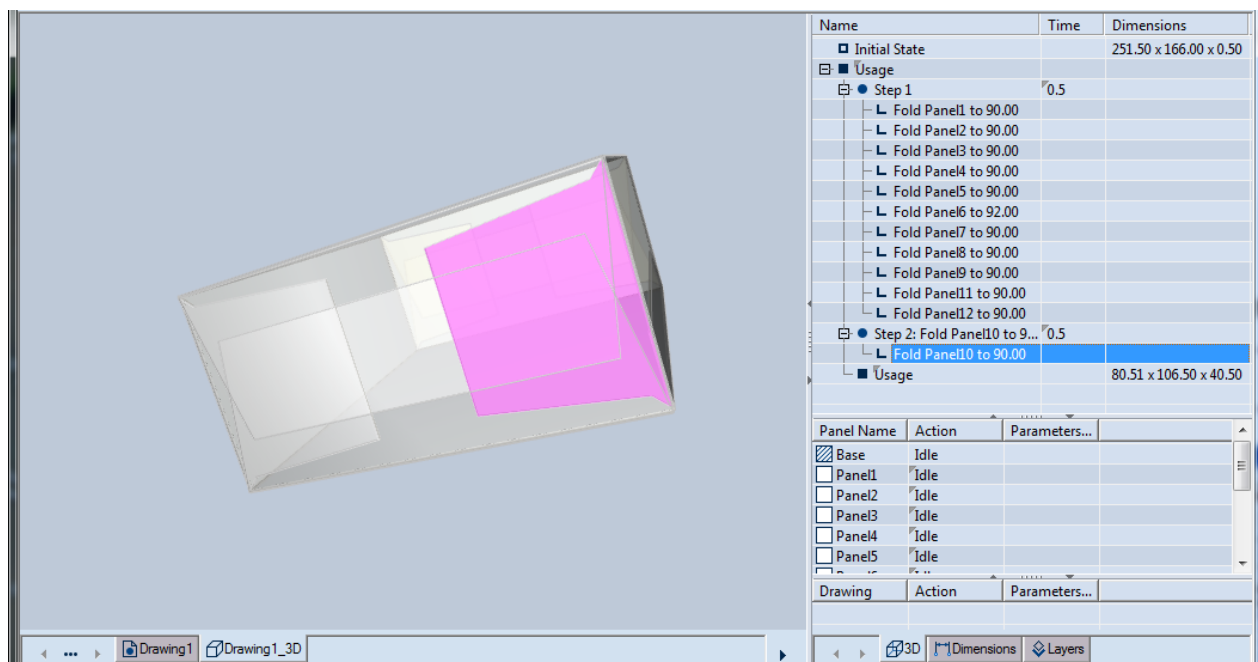 Name Time Dimensions
Initial State 251.50 x 166.00 x 0.50
Usage
Step 1 0.5
Fold Panel1 to 90.00
Fold Panel2 to 90.00
Fold Panel3 to 90.00
Fold Panel4 to 90.00
Fold Panel5 to 90.00
Fold Panel6 to 92.00
Fold Panel7 to 90.00
Fold Panel8 to 90.00
Fold Panel9 to 90.00
Fold Panel11 to 90.00
Fold Panel12 to 90.00
Step 2: Fold Panel10 to 9... 0.5
Fold Panel10 to 90.00
Usage 80.51 x 106.50 x 40.50
Panel Name Action Parameters...
Base Idle
Panel1 Idle
Panel2 Idle
Panel3 Idle
Panel4 Idle
Panel5 Idle
Drawing Action Parameters...
... Drawing1 Drawing1_3D 3D Dimensions Layers